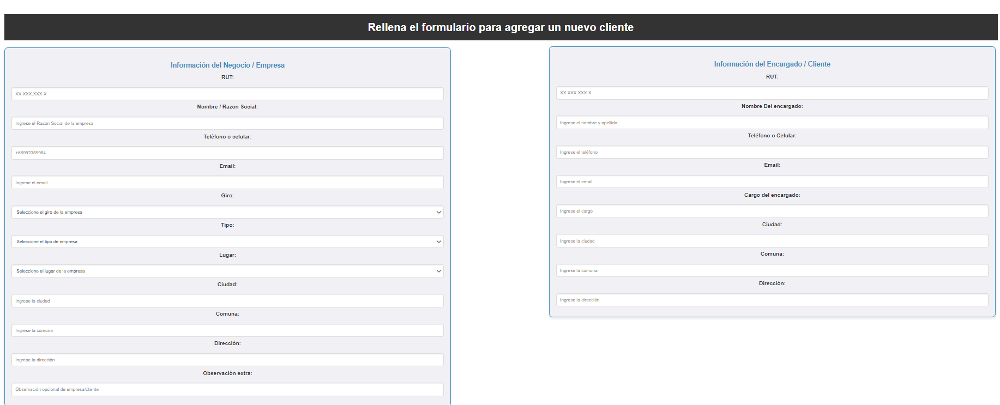 Rellena el formulario para agregar un nuevo cliente
Información del Negocio / Empresa
RUT:
XX.XXX.XXX-X
Nombre / Razon Social:
Ingrese el Razon Social de la empresa
Teléfono o celular:
+56992389984
Email:
Ingrese el email
Giro:
Seleccione el giro de la empresa
Tipo:
Seleccione el tipo de empresa
Lugar:
Seleccione el lugar de la empresa
Ciudad:
Ingrese la ciudad
Comuna:
Ingrese la comuna
Dirección:
Ingrese la dirección
Observación extra:
Observación opcional de empresa/cliente
Información del Encargado / Cliente
RUT:
XX.XXX.XXX-X
Nombre Del encargado:
Ingrese el nombre y apellido
Teléfono o Celular:
Ingrese el teléfono
Email:
Ingrese el email
Cargo del encargado:
Ingrese el cargo
Ciudad:
Ingrese la ciudad
Comuna:
Ingrese la comuna
Dirección:
Ingrese la dirección